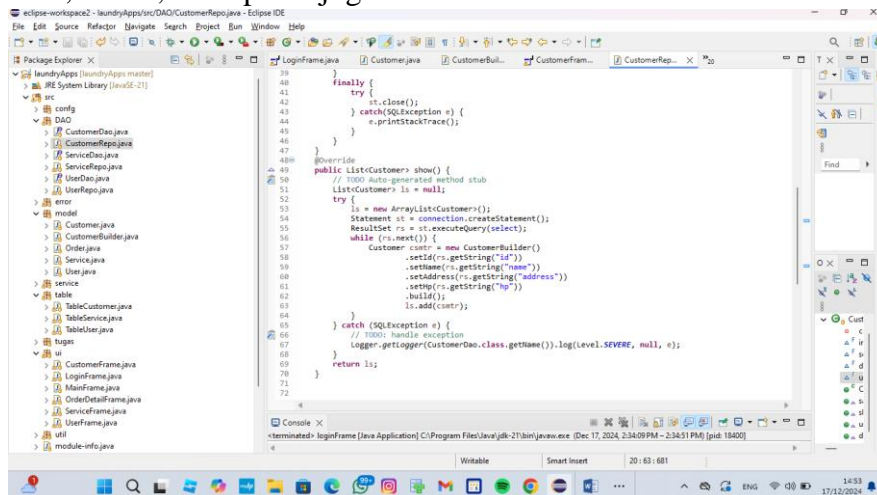 eclipse-workspace2 - laundryApps/src/DAO/CustomerRepo.java - Eclipse IDE
File Edit Source Refactor Navigate Search Project Run Window Help
Package Explorer
laundryApps [laundryApps master]
JRE System Library [JavaSE-21]
src
config
DAO
CustomerDao.java
CustomerRepo.java
ServiceDao.java
ServiceRepo.java
UserDao.java
UserRepo.java
error
model
Customer.java
CustomerBuilder.java
Order.java
Service.java
User.java
service
table
TableCustomer.java
TableService.java
TableUser.java
tugas
ui
CustomerFrame.java
LoginFrame.java
MainFrame.java
OrderDetailFrame.java
ServiceFrame.java
UserFrame.java
util
module-info.java
LoginFrame.java Customer.java CustomerBuil... CustomerFram... CustomerRep... 20
39 }
40 finally {
41 try {
42 st.close();
43 } catch(SQLException e) {
44 e.printStackTrace();
45 }
46 }
47 }
48 @Override
49 public List<Customer> show() {
50 // TODO Auto-generated method stub
51 List<Customer> ls = null;
52 try {
53 ls = new ArrayList<Customer>();
54 Statement st = connection.createStatement();
55 ResultSet rs = st.executeQuery(select);
56 while (rs.next()) {
57 Customer csmtr = new CustomerBuilder()
58 .setId(rs.getString("id"))
59 .setName(rs.getString("name"))
60 .setAddress(rs.getString("address"))
61 .setHp(rs.getString("hp"))
62 .build();
63 ls.add(csmtr);
64 }
65 } catch (SQLException e) {
66 // TODO: handle exception
67 Logger.getLogger(CustomerDao.class.getName()).log(Level.SEVERE, null, e);
68 }
69 return ls;
70 }
71
72
Find
Cust
Console
<terminated> loginFrame [Java Application] C:\Program Files\Java\jdk-21\bin\javaw.exe (Dec 17, 2024, 2:34:09 PM – 2:34:51 PM) [pid: 18400]
Writable Smart Insert 20 : 63 : 681
99+
ENG
14:53
17/12/2024